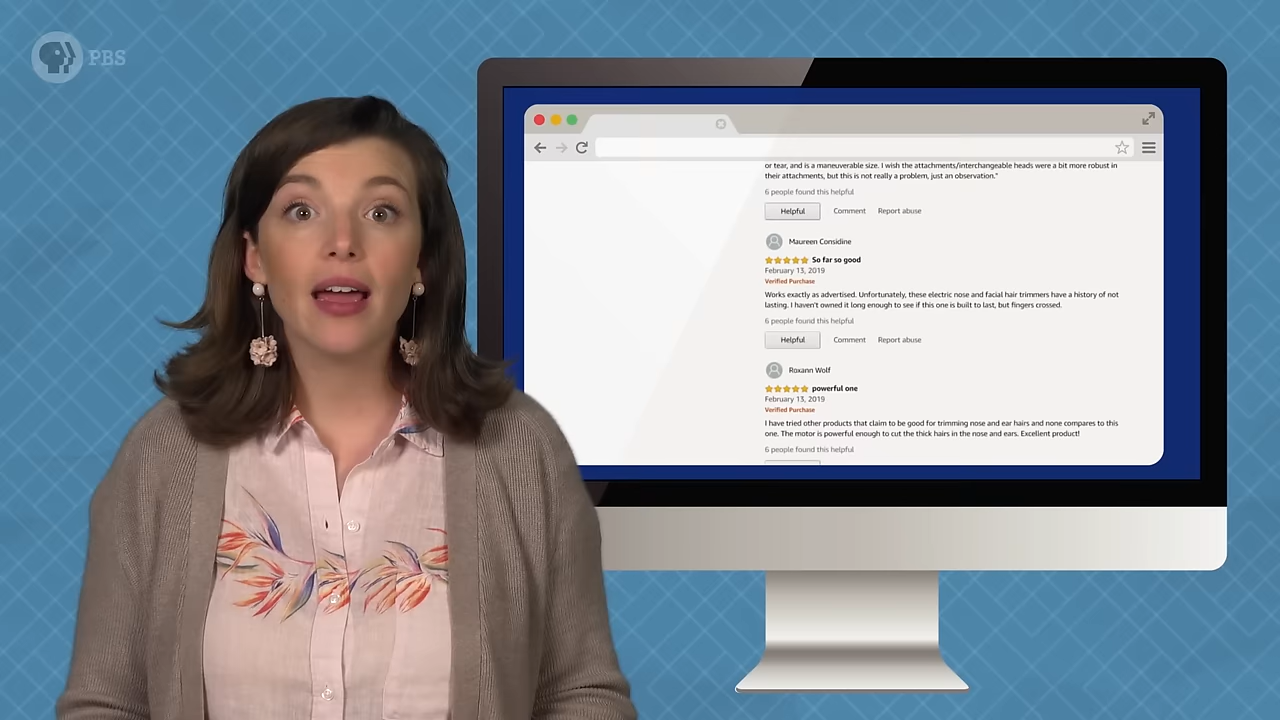 PBS
or tear, and is a maneuverable size. I wish the attachments/interchangeable heads were a bit more robust in
their attachments, but this is not really a problem, just an observation."
6 people found this helpful
Helpful Comment Report abuse
Maureen Considine
So far so good
February 13, 2019
Verified Purchase
Works exactly as advertised. Unfortunately, these electric nose and facial hair trimmers have a history of not
lasting. I haven't owned it long enough to see if this one is built to last, but fingers crossed.
6 people found this helpful
Helpful Comment Report abuse
Roxann Wolf
powerful one
February 13, 2019
Verified Purchase
I have tried other products that claim to be good for trimming nose and ear hairs and none compares to this
one. The motor is powerful enough to cut the thick hairs in the nose and ears. Excellent product!
6 people found this helpful